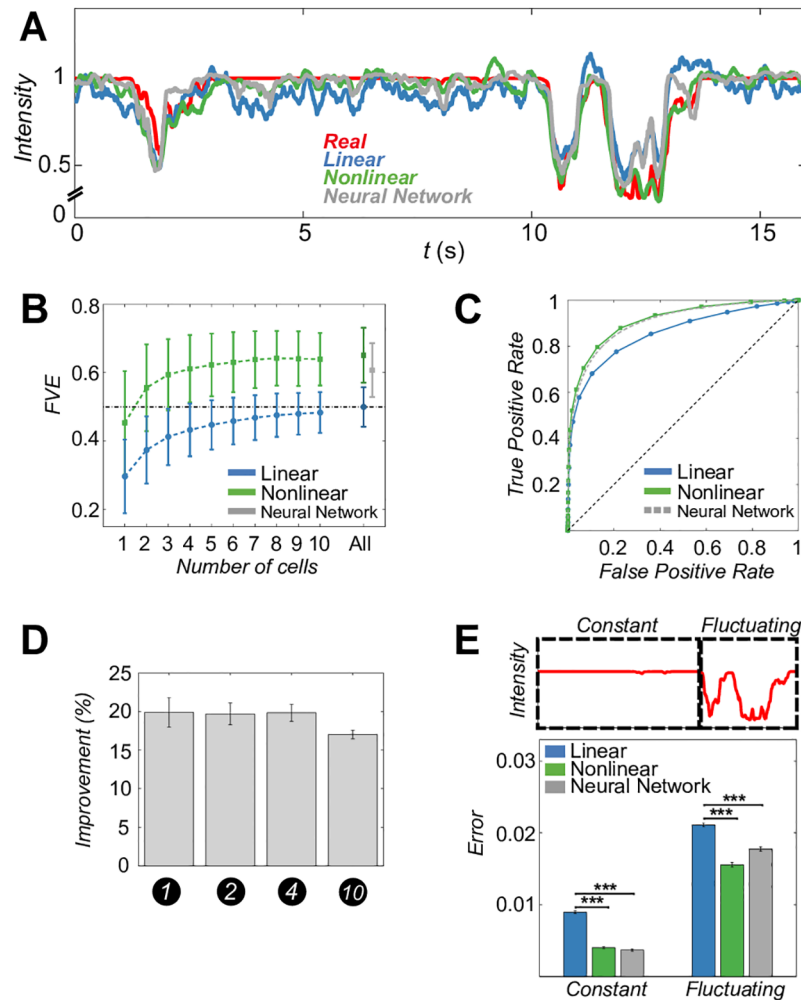 A
Intensity
1
0.5
0
Real
Linear
Nonlinear
Neural Network
0
5
10
15
t (s)
B
FVE
0.8
0.6
0.4
0.2
Linear
Nonlinear
Neural Network
1 2 3 4 5 6 7 8 9 10 All
Number of cells
C
True Positive Rate
1
0.8
0.6
0.4
0.2
Linear
Nonlinear
Neural Network
0.2 0.4 0.6 0.8 1
False Positive Rate
D
Improvement (%)
25
20
15
10
5
0
1 2 4 10
E
Constant Fluctuating
Intensity
Linear
Nonlinear
Neural Network
Error
0.03
0.02
0.01
***
***
***
***
Constant Fluctuating